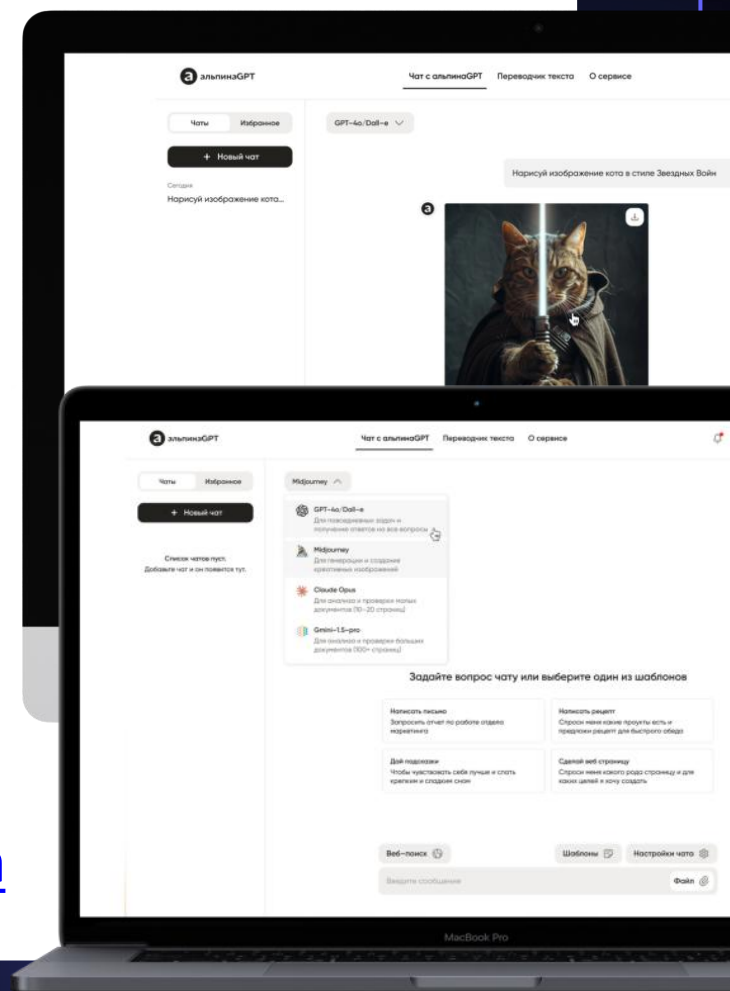 альпинаGPT
Чат с альпинаGPT Переводчик текста О сервисе
Чаты Избранное
GPT-4o/Dall-e
+ Новый чат
Сегодня
Нарисуй изображение кота...
Нарисуй изображение кота в стиле Звездных Войн
альпинаGPT
Чат с альпинаGPT Переводчик текста О сервисе
Чаты Избранное
Midjourney
+ Новый чат
Список чатов пуст.
Добавьте чат и он появится тут.
GPT-4o/Dall-e
Для повседневных задач и
получение ответов на все вопросы
Midjourney
Для генерации и создание
креативных изображений
Claude Opus
Для анализа и проверки малых
документов (10-20 страниц)
Gmini-1.5-pro
Для анализа и проверки больших
документов (100+ страниц)
Задайте вопрос чату или выберите один из шаблонов
Написать письмо
Запросить отчет по работе отдела
маркетинга
Написать рецепт
Спроси меня какие проукты есть и
предложи рецепт для быстрого обеда
Дай подсказки
Чтобы чувствовать себя лучше и спать
крепким и сладким сном
Сделай веб страницу
Спроси меня какого рода страницу и для
каких целей я хочу создать
Веб-поиск
Шаблоны
Настройки чата
Введите сообщение
Файл
MacBook Pro